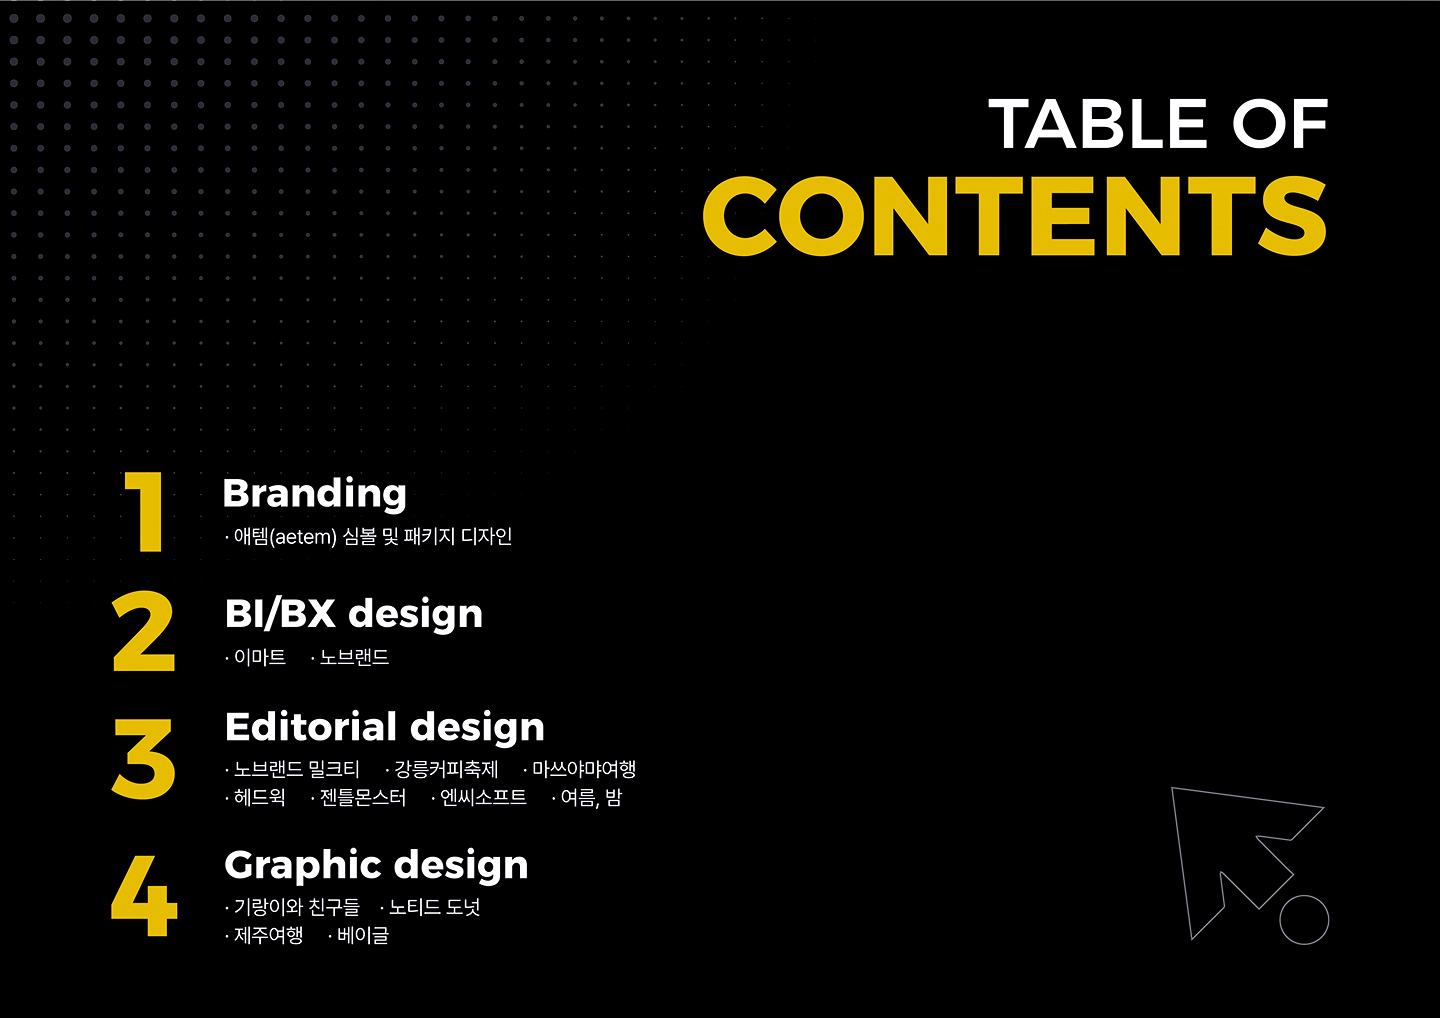 TABLE OF
CONTENTS
1
Branding
· 애템(aetem) 심볼 및 패키지 디자인
2
BI/BX design
· 이마트 · 노브랜드
3
Editorial design
· 노브랜드 밀크티 · 강릉커피축제 · 마쓰야먀여행
· 헤드윅 · 젠틀몬스터 · 엔씨소프트 · 여름, 밤
4
Graphic design
· 기랑이와 친구들 · 노티드 도넛
· 제주여행 · 베이글